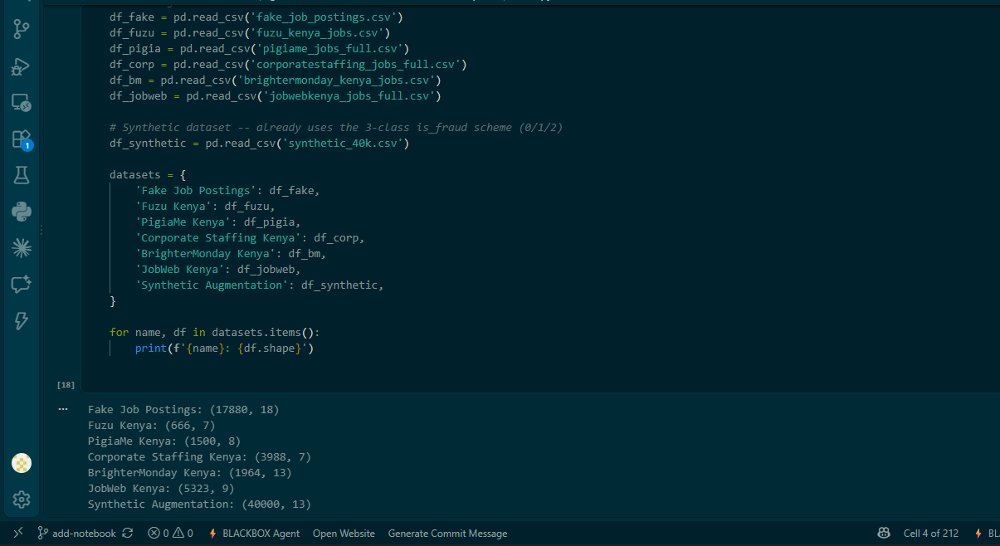 df_fake = pd.read_csv('fake_job_postings.csv')
df_fuzu = pd.read_csv('fuzu_kenya_jobs.csv')
df_pigia = pd.read_csv('pigiame_jobs_full.csv')
df_corp = pd.read_csv('corporatestaffing_jobs_full.csv')
df_bm = pd.read_csv('brightermonday_kenya_jobs.csv')
df_jobweb = pd.read_csv('jobwebkenya_jobs_full.csv')
# Synthetic dataset -- already uses the 3-class is_fraud scheme (0/1/2)
df_synthetic = pd.read_csv('synthetic_40k.csv')
datasets = {
    'Fake Job Postings': df_fake,
    'Fuzu Kenya': df_fuzu,
    'PigiaMe Kenya': df_pigia,
    'Corporate Staffing Kenya': df_corp,
    'BrighterMonday Kenya': df_bm,
    'JobWeb Kenya': df_jobweb,
    'Synthetic Augmentation': df_synthetic,
}
for name, df in datasets.items():
    print(f'{name}: {df.shape}')
[18]
Fake Job Postings: (17880, 18)
Fuzu Kenya: (666, 7)
PigiaMe Kenya: (1500, 8)
Corporate Staffing Kenya: (3988, 7)
BrighterMonday Kenya: (1964, 13)
JobWeb Kenya: (5323, 9)
Synthetic Augmentation: (40000, 13)
1
add-notebook 0 0 BLACKBOX Agent Open Website Generate Commit Message Cell 4 of 212 BL